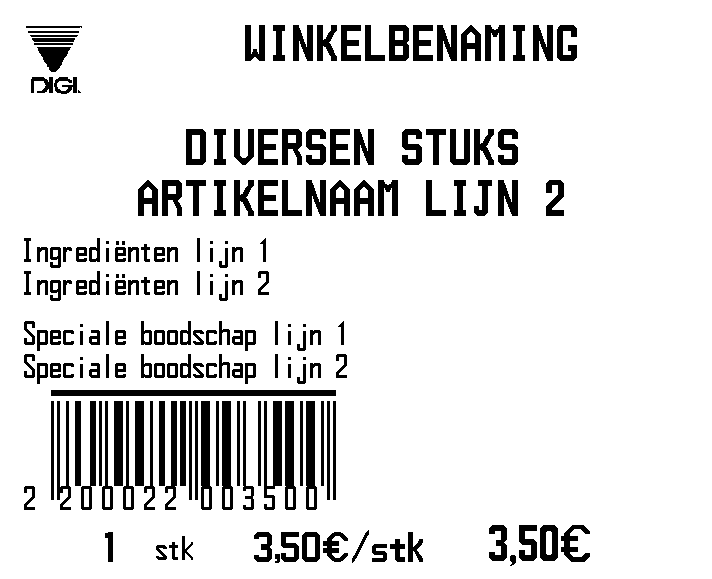 WINKELBENAMING
DIGI.
DIVERSEN STUKS
ARTIKELNAAM LIJN 2
Ingrediënten lijn 1
Ingrediënten lijn 2
Speciale boodschap lijn 1
Speciale boodschap lijn 2
2 200022 003500
1 stk 3,50€/stk 3,50€